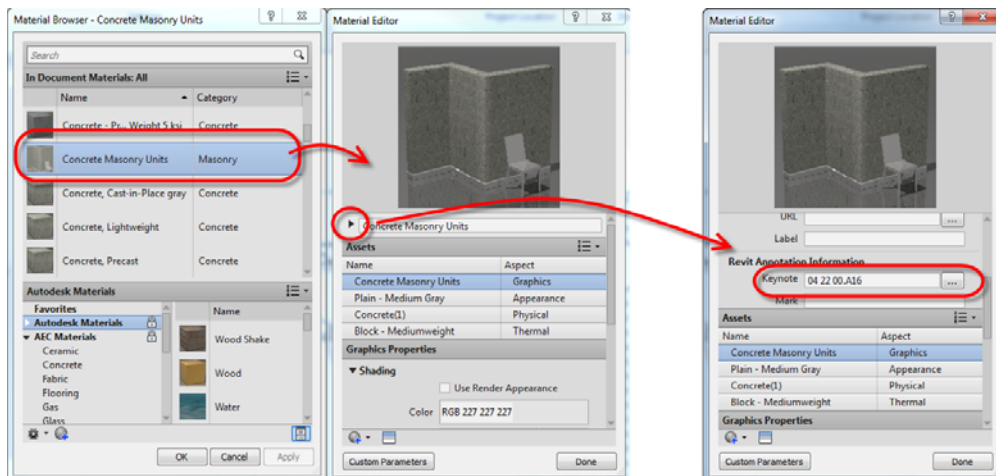 Material Browser - Concrete Masonry Units
Search
In Document Materials: All
Name Category
Concrete - Pr... Weight 5 ksi Concrete
Concrete Masonry Units Masonry
Concrete, Cast-in-Place gray Concrete
Concrete, Lightweight Concrete
Concrete, Precast Concrete
Autodesk Materials
Favorites
Autodesk Materials
AEC Materials
Ceramic
Concrete
Fabric
Flooring
Gas
Glass
Name
Wood Shake
Wood
Water
OK Cancel Apply
Material Editor
Concrete Masonry Units
Assets
Name Aspect
Concrete Masonry Units Graphics
Plain - Medium Gray Appearance
Concrete(1) Physical
Block - Mediumweight Thermal
Graphics Properties
Shading
Use Render Appearance
Color RGB 227 227 227
Custom Parameters Done
Material Editor
URL ...
Label
Revit Annotation Information
Keynote 04 22 00.A16 ...
Mark
Assets
Name Aspect
Concrete Masonry Units Graphics
Plain - Medium Gray Appearance
Concrete(1) Physical
Block - Mediumweight Thermal
Graphics Properties
Custom Parameters Done